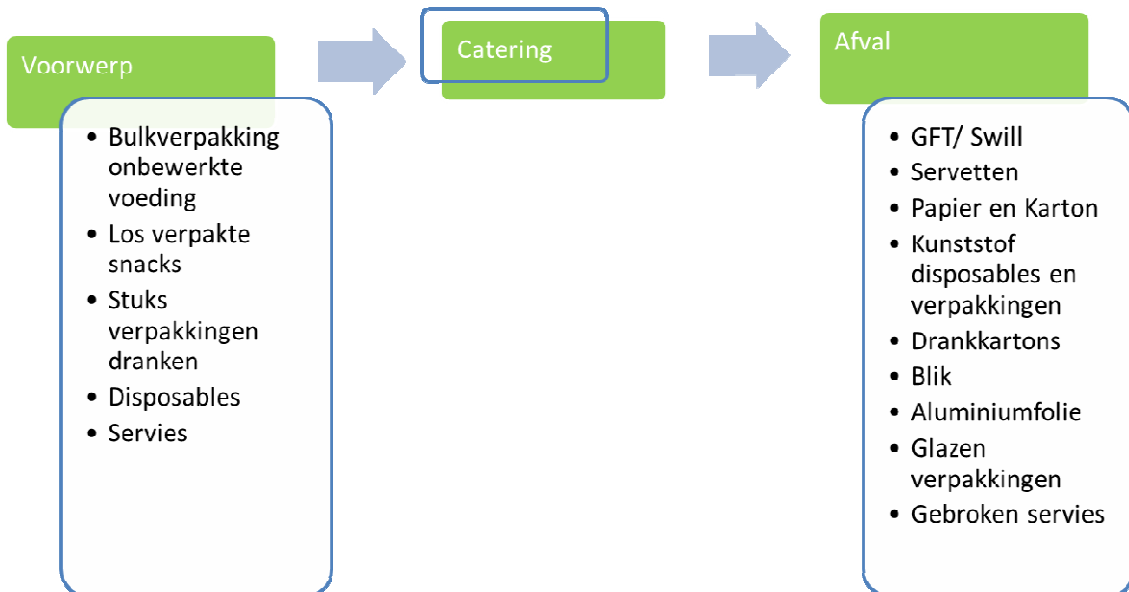 Voorwerp
• Bulkverpakking
onbewerkte
voeding
• Los verpakte
snacks
• Stuks
verpakkingen
dranken
• Disposables
• Servies
Catering
Afval
• GFT/ Swill
• Servetten
• Papier en Karton
• Kunststof
disposables en
verpakkingen
• Drankkartons
• Blik
• Aluminiumfolie
• Glazen
verpakkingen
• Gebroken servies